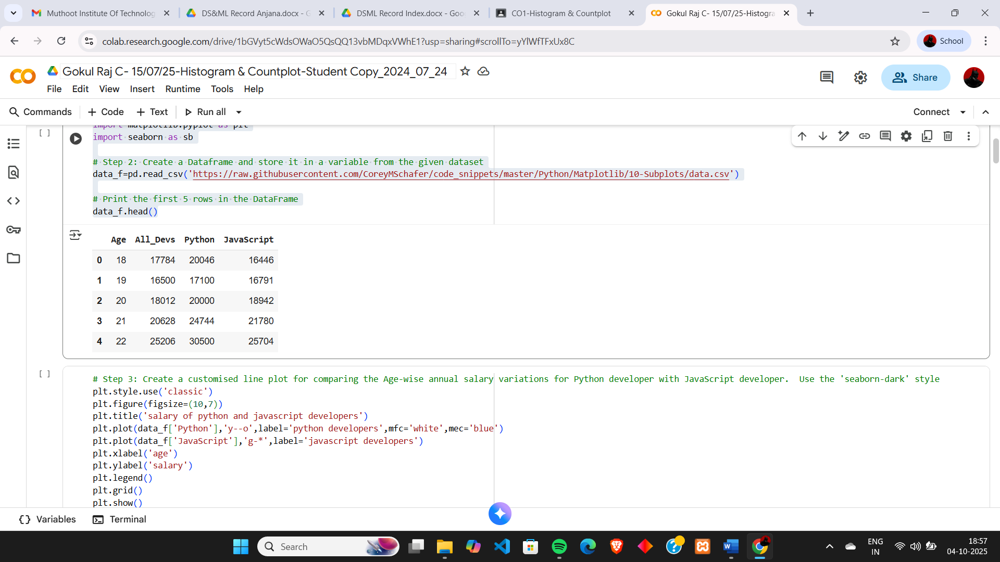 Muthoot Institute Of Technolog
DS&ML Record Anjana.docx - G
DSML Record Index.docx - Goo
CO1-Histogram & Countplot
Gokul Raj C- 15/07/25-Histogra
colab.research.google.com/drive/1bGVyt5cWdsOWaO5QsQQ13vbMDqxVWhE1?usp=sharing#scrollTo=yYlWfTFxUx8C
School
Gokul Raj C- 15/07/25-Histogram & Countplot-Student Copy_2024_07_24
File Edit View Insert Runtime Tools Help
Share
Commands + Code + Text Run all
Connect
[ ]
import matplotlib.pyplot as plt
import seaborn as sb
# Step 2: Create a Dataframe and store it in a variable from the given dataset
data_f=pd.read_csv('https://raw.githubusercontent.com/CoreyMSchafer/code_snippets/master/Python/Matplotlib/10-Subplots/data.csv')
# Print the first 5 rows in the DataFrame
data_f.head()
Age All_Devs Python JavaScript
0 18 17784 20046 16446
1 19 16500 17100 16791
2 20 18012 20000 18942
3 21 20628 24744 21780
4 22 25206 30500 25704
[ ]
# Step 3: Create a customised line plot for comparing the Age-wise annual salary variations for Python developer with JavaScript developer.  Use the 'seaborn-dark' style
plt.style.use('classic')
plt.figure(figsize=(10,7))
plt.title('salary of python and javascript developers')
plt.plot(data_f['Python'],'y--o',label='python developers',mfc='white',mec='blue')
plt.plot(data_f['JavaScript'],'g-*',label='javascript developers')
plt.xlabel('age')
plt.ylabel('salary')
plt.legend()
plt.grid()
plt.show()
Variables Terminal
Search
ENG
IN
18:57
04-10-2025